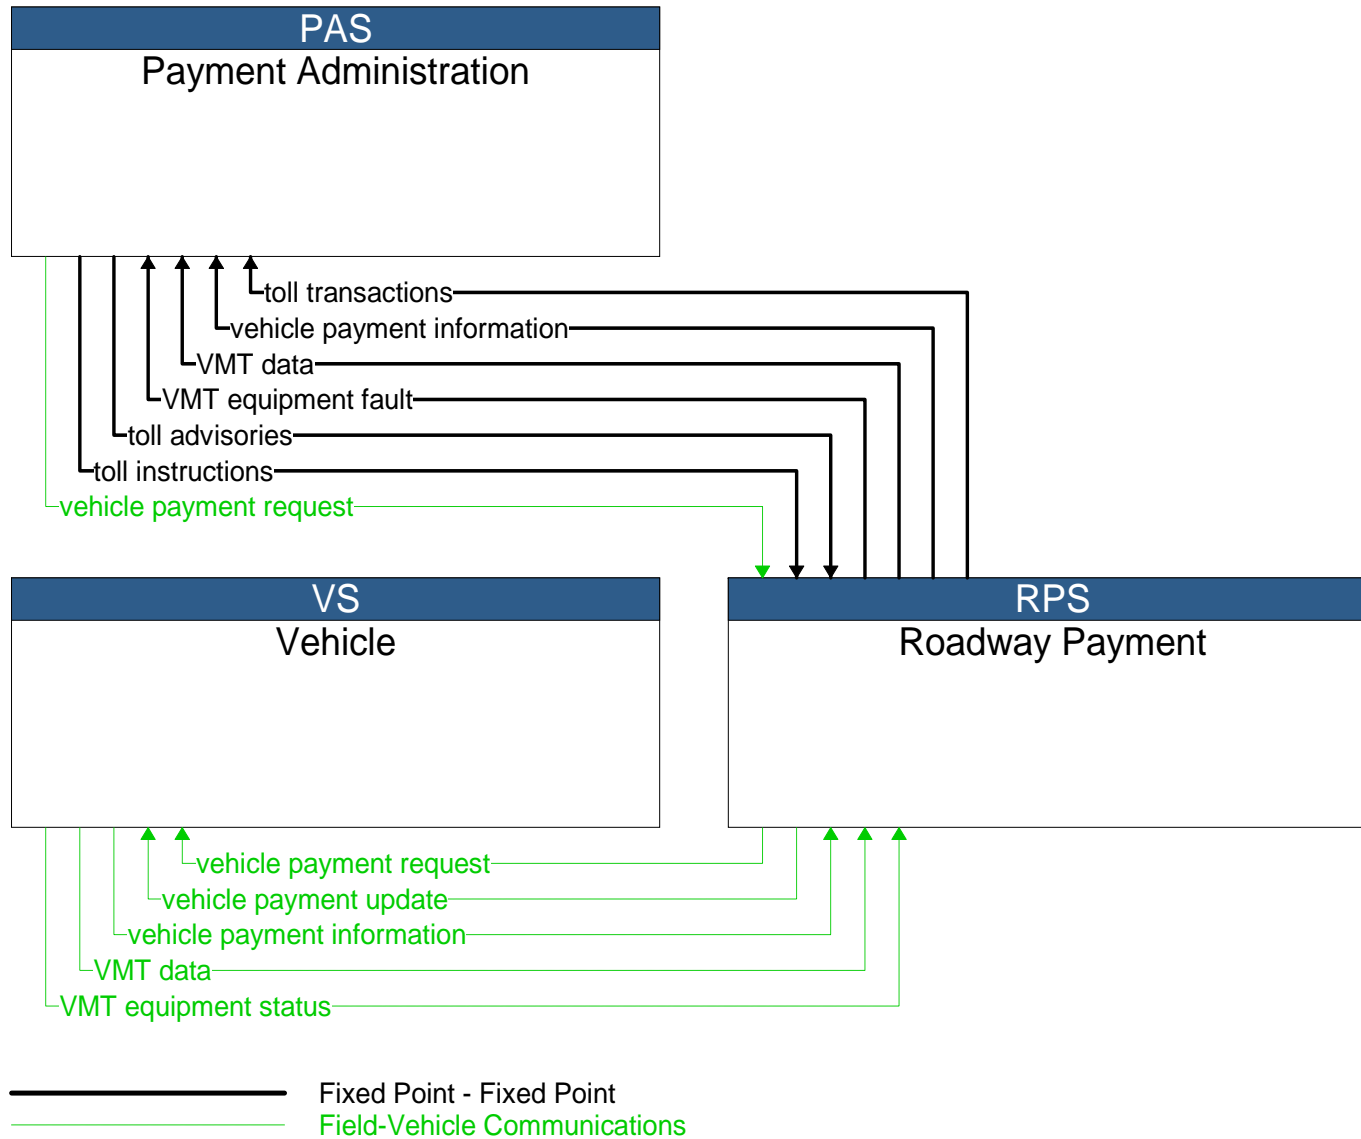 PAS
Payment Administration
toll transactions
vehicle payment information
VMT data
VMT equipment fault
toll advisories
toll instructions
vehicle payment request
VS
Vehicle
RPS
Roadway Payment
vehicle payment request
vehicle payment update
vehicle payment information
VMT data
VMT equipment status
Fixed Point - Fixed Point
Field-Vehicle Communications